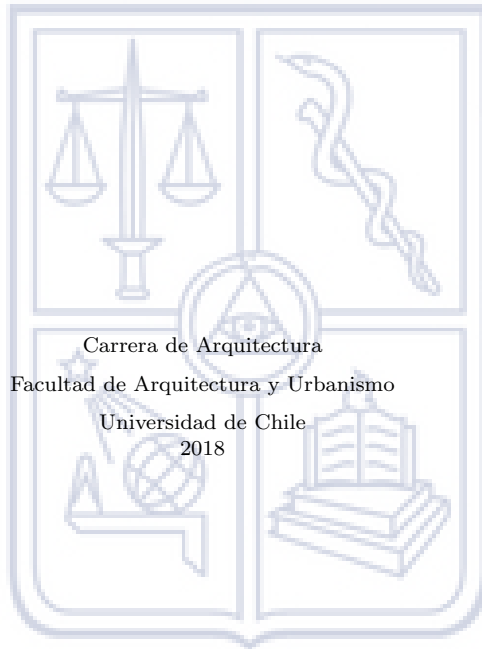 Carrera de Arquitectura
Facultad de Arquitectura y Urbanismo
Universidad de Chile
2018